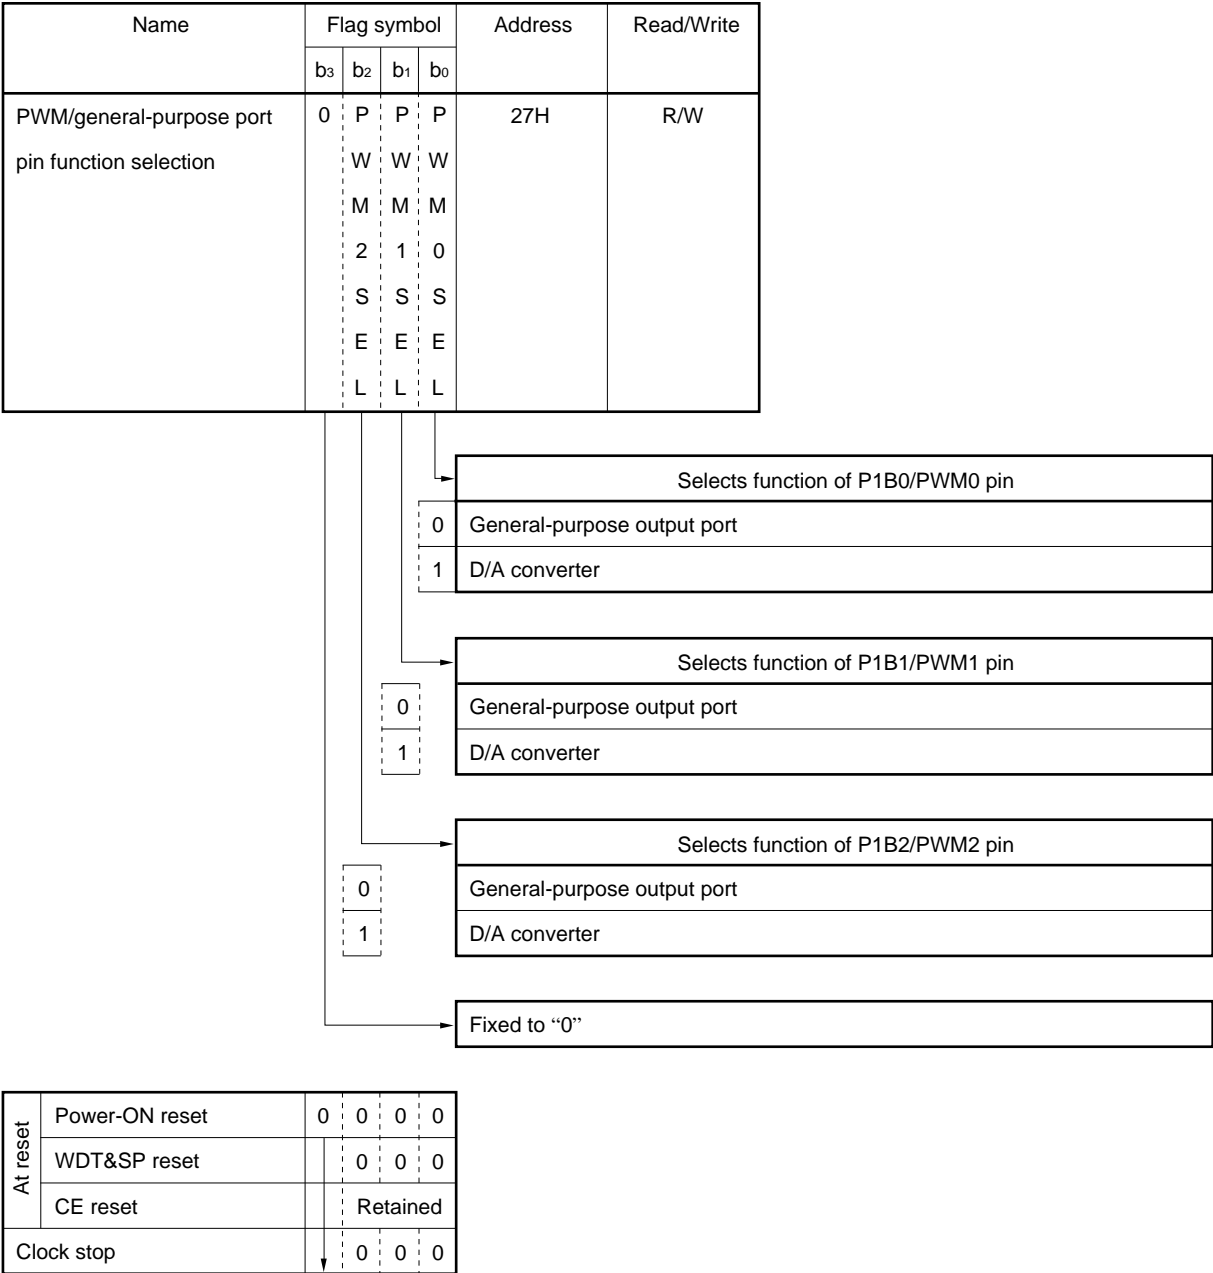 Name Flag symbol Address Read/Write
b3 b2 b1 b0
PWM/general-purpose port 0 P P P 27H R/W
pin function selection W W W
M M M
2 1 0
S S S
E E E
L L L
Selects function of P1B0/PWM0 pin
0 General-purpose output port
1 D/A converter
Selects function of P1B1/PWM1 pin
0 General-purpose output port
1 D/A converter
Selects function of P1B2/PWM2 pin
0 General-purpose output port
1 D/A converter
Fixed to “0”
At reset
Power-ON reset 0 0 0 0
WDT&SP reset 0 0 0
CE reset Retained
Clock stop 0 0 0